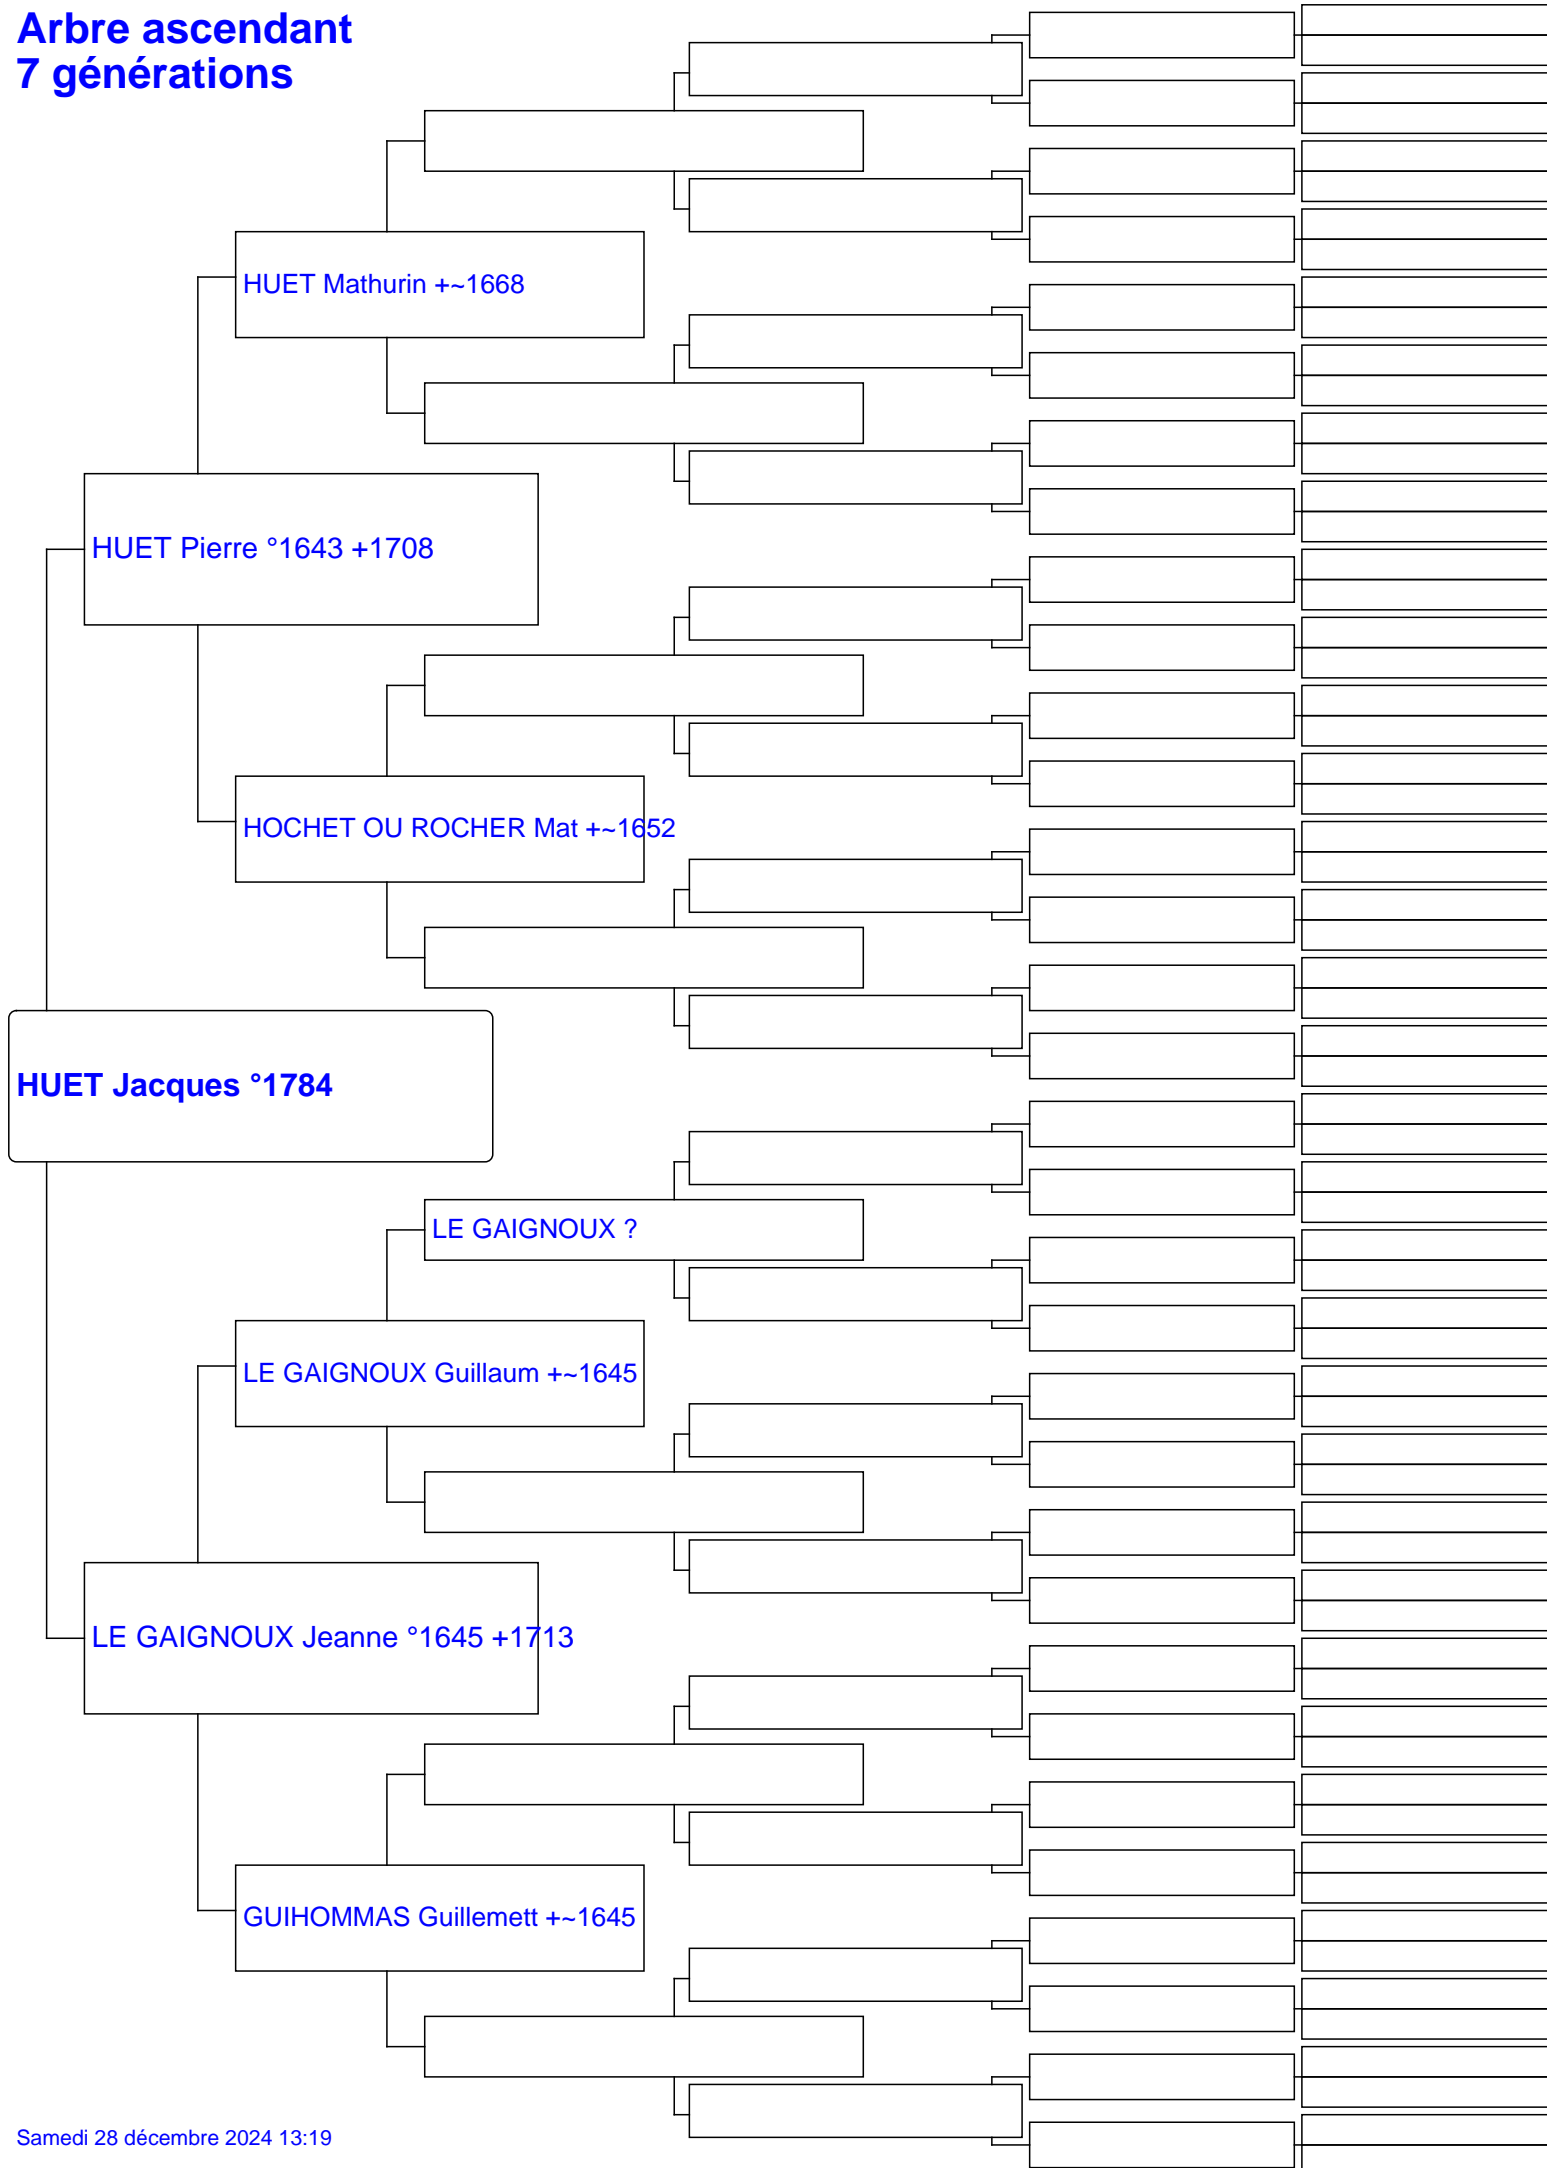 Arbre ascendant
7 générations
HUET Mathurin +~1668
HUET Pierre °1643 +1708
HOCHET OU ROCHER Mat +~1652
HUET Jacques °1784
LE GAIGNOUX ?
LE GAIGNOUX Guillaum +~1645
LE GAIGNOUX Jeanne °1645 +1713
GUIHOMMAS Guillemett +~1645
Samedi 28 décembre 2024 13:19